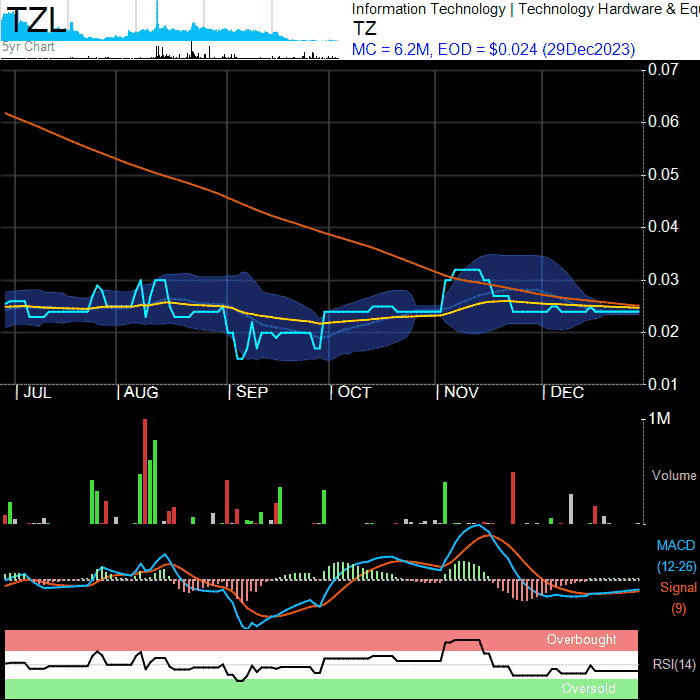 TZL
5yr Chart
Information Technology | Technology Hardware & Equ
TZ
MC = 6.2M, EOD = $0.024 (29Dec2023)
0.07
0.06
0.05
0.04
0.03
0.02
0.01
| JUL | AUG | SEP | OCT | NOV | DEC
1M
Volume
MACD
(12-26)
Signal
(9)
Overbought
RSI(14)
Oversold